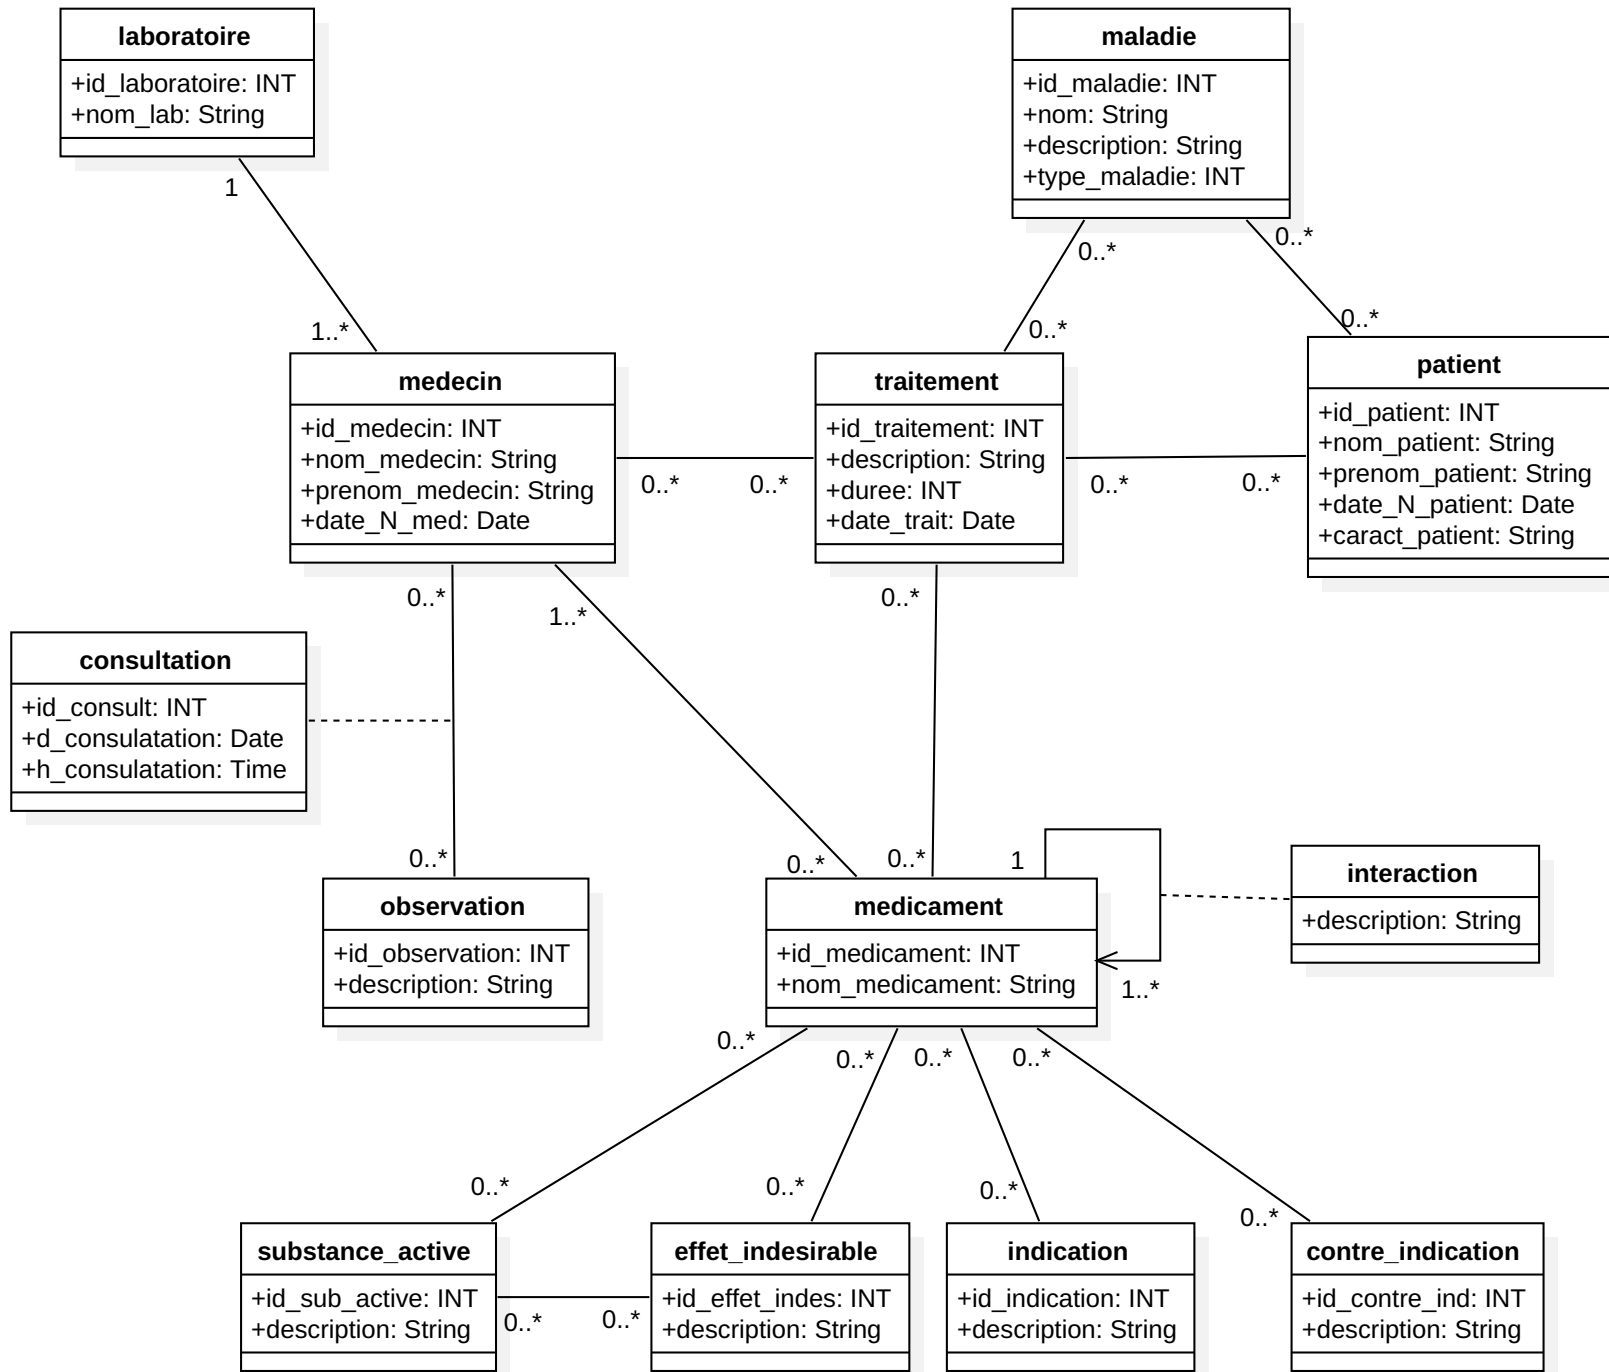 laboratoire
+id_laboratoire: INT
+nom_lab: String
maladie
+id_maladie: INT
+nom: String
+description: String
+type_maladie: INT
1
0..*
0..*
1..*
0..*
0..*
medecin
+id_medecin: INT
+nom_medecin: String
+prenom_medecin: String
+date_N_med: Date
traitement
+id_traitement: INT
+description: String
+duree: INT
+date_trait: Date
patient
+id_patient: INT
+nom_patient: String
+prenom_patient: String
+date_N_patient: Date
+caract_patient: String
0..*
0..*
0..*
0..*
0..*
1..*
0..*
consultation
+id_consult: INT
+d_consulatation: Date
+h_consulatation: Time
0..*
0..*
0..*
1
1..*
observation
+id_observation: INT
+description: String
medicament
+id_medicament: INT
+nom_medicament: String
interaction
+description: String
0..*
0..*
0..*
0..*
0..*
0..*
0..*
0..*
substance_active
+id_sub_active: INT
+description: String
0..*
0..*
effet_indesirable
+id_effet_indes: INT
+description: String
indication
+id_indication: INT
+description: String
contre_indication
+id_contre_ind: INT
+description: String